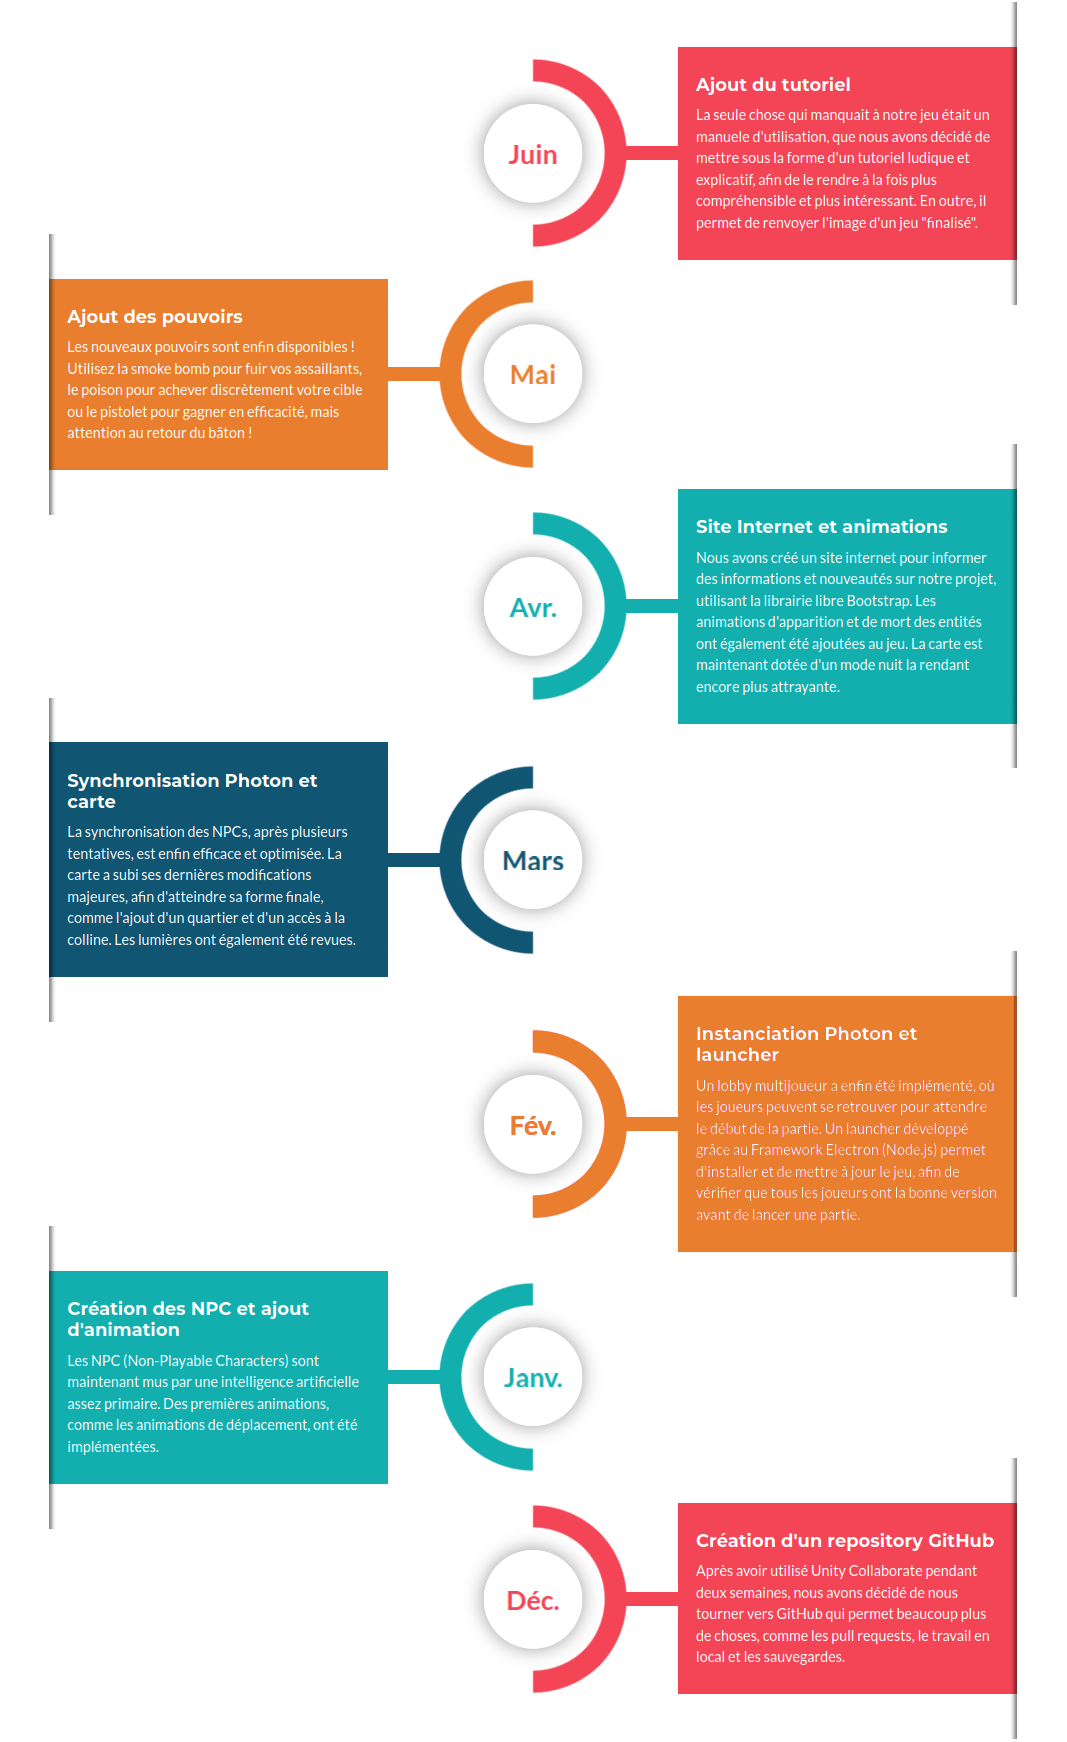 Juin
Ajout du tutoriel
La seule chose qui manquait à notre jeu était un
manuele d'utilisation, que nous avons décidé de
mettre sous la forme d'un tutoriel ludique et
explicatif, afin de le rendre à la fois plus
compréhensible et plus intéressant. En outre, il
permet de renvoyer l'image d'un jeu "finalisé".
Mai
Ajout des pouvoirs
Les nouveaux pouvoirs sont enfin disponibles !
Utilisez la smoke bomb pour fuir vos assaillants,
le poison pour achever discrètement votre cible
ou le pistolet pour gagner en efficacité, mais
attention au retour du bâton !
Avr.
Site Internet et animations
Nous avons créé un site internet pour informer
des informations et nouveautés sur notre projet,
utilisant la librairie libre Bootstrap. Les
animations d'apparition et de mort des entités
ont également été ajoutées au jeu. La carte est
maintenant dotée d'un mode nuit la rendant
encore plus attrayante.
Mars
Synchronisation Photon et
carte
La synchronisation des NPCs, après plusieurs
tentatives, est enfin efficace et optimisée. La
carte a subi ses dernières modifications
majeures, afin d'atteindre sa forme finale,
comme l'ajout d'un quartier et d'un accès à la
colline. Les lumières ont également été revues.
Fév.
Instanciation Photon et
launcher
Un lobby multijoueur a enfin été implémenté, où
les joueurs peuvent se retrouver pour attendre
le début de la partie. Un launcher développé
grâce au Framework Electron (Node.js) permet
d'installer et de mettre à jour le jeu, afin de
vérifier que tous les joueurs ont la bonne version
avant de lancer une partie.
Janv.
Création des NPC et ajout
d'animation
Les NPC (Non-Playable Characters) sont
maintenant mus par une intelligence artificielle
assez primaire. Des premières animations,
comme les animations de déplacement, ont été
implémentées.
Déc.
Création d'un repository GitHub
Après avoir utilisé Unity Collaborate pendant
deux semaines, nous avons décidé de nous
tourner vers GitHub qui permet beaucoup plus
de choses, comme les pull requests, le travail en
local et les sauvegardes.